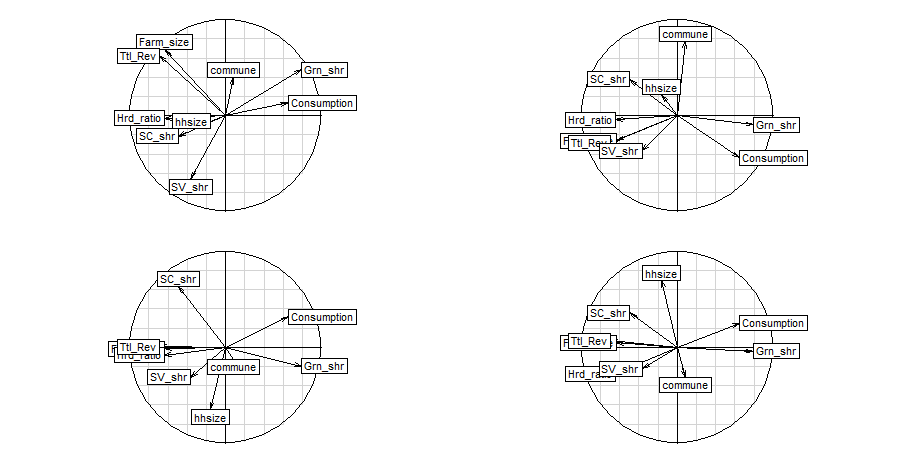 Farm_size
Ttl_Rev
commune
Grn_shr
Consumption
Hrd_ratio
hhsize
SC_shr
SV_shr
commune
SC_shr
hhsize
Hrd_ratio
Grn_shr
Ttl_Rev
SV_shr
Consumption
SC_shr
Consumption
Ttl_Rev
Hrd_ratio
commune
Grn_shr
SV_shr
hhsize
hhsize
SC_shr
Consumption
Ttl_Rev
Grn_shr
SV_shr
commune